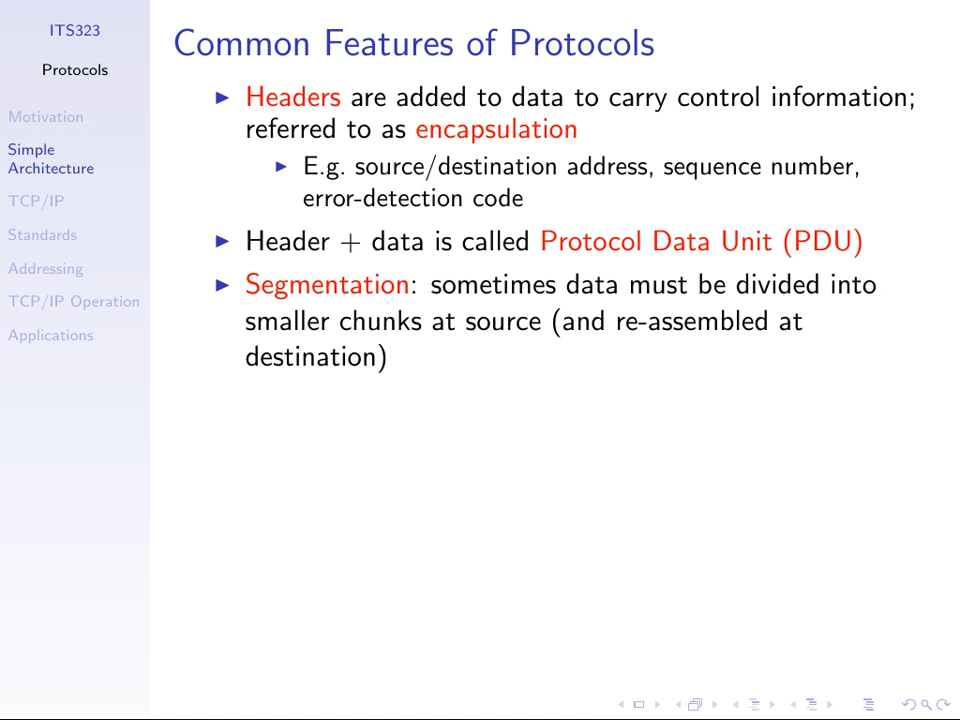 ITS323
Protocols
Motivation
Simple
Architecture
TCP/IP
Standards
Addressing
TCP/IP Operation
Applications
Common Features of Protocols
Headers are added to data to carry control information;
referred to as encapsulation
E.g. source/destination address, sequence number,
error-detection code
Header + data is called Protocol Data Unit (PDU)
Segmentation: sometimes data must be divided into
smaller chunks at source (and re-assembled at
destination)